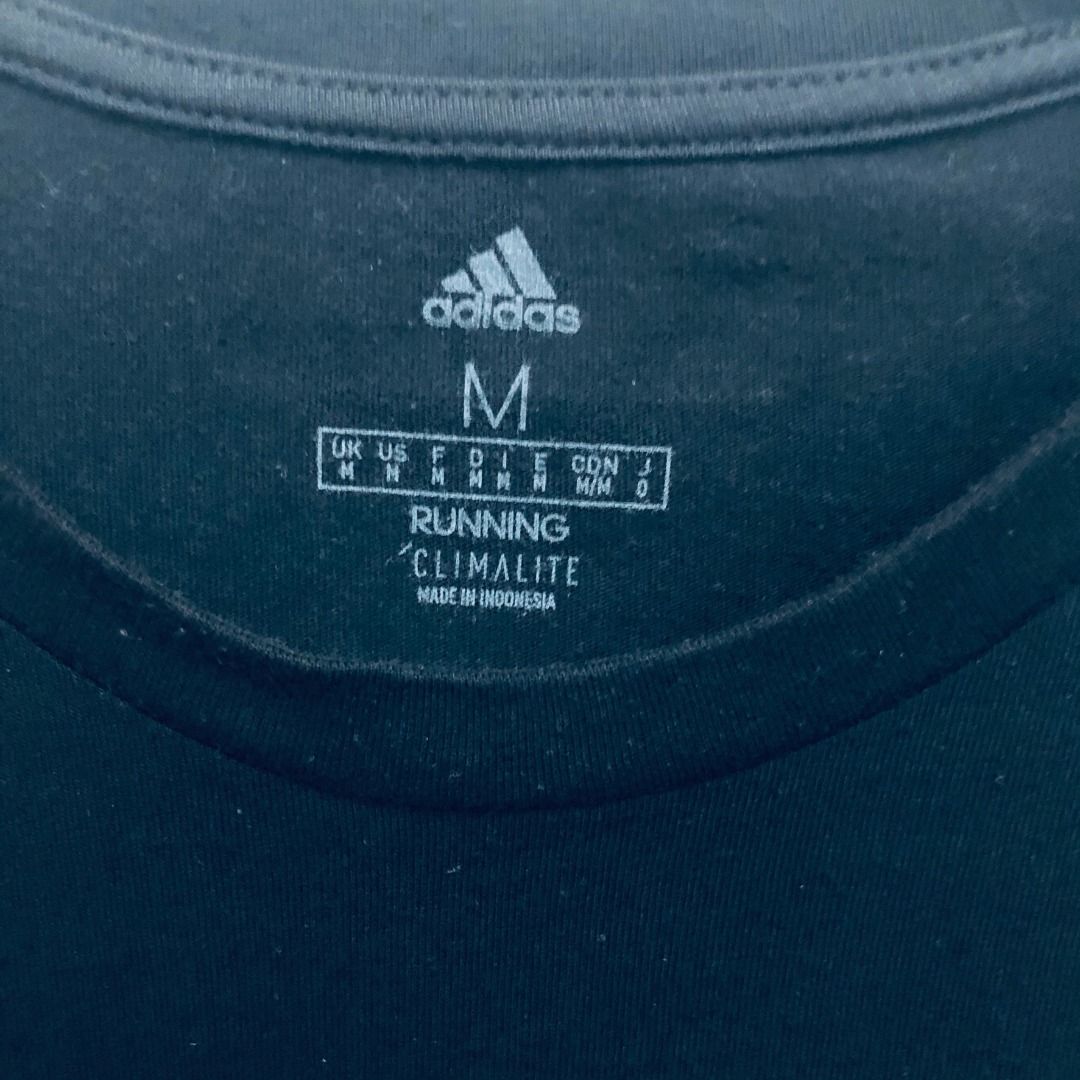 adidas
M
UK US F D I E CDN J
M M M M M M M/M O
RUNNING
CLIMALITE
MADE IN INDONESIA